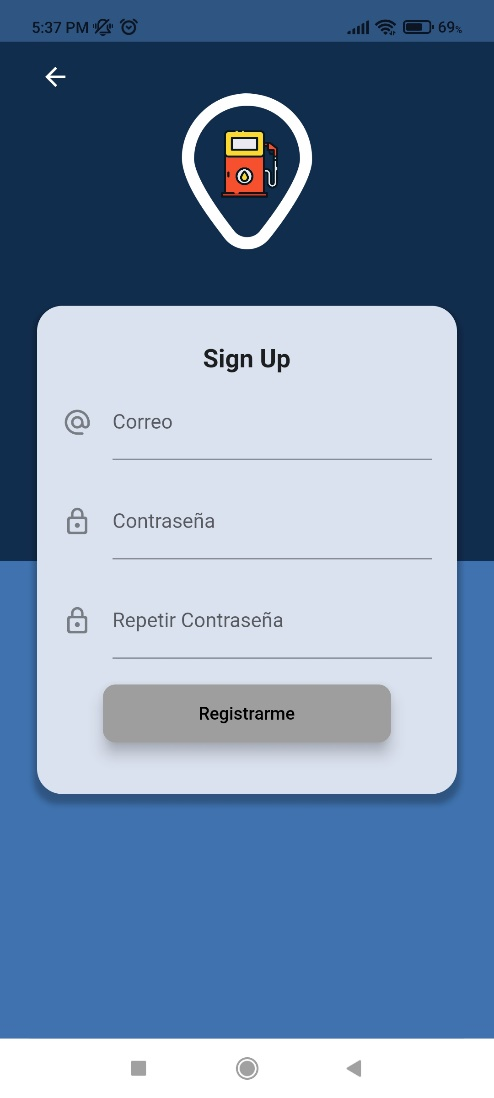 5:37 PM 69%
Sign Up
Correo
Contraseña
Repetir Contraseña
Registrarme